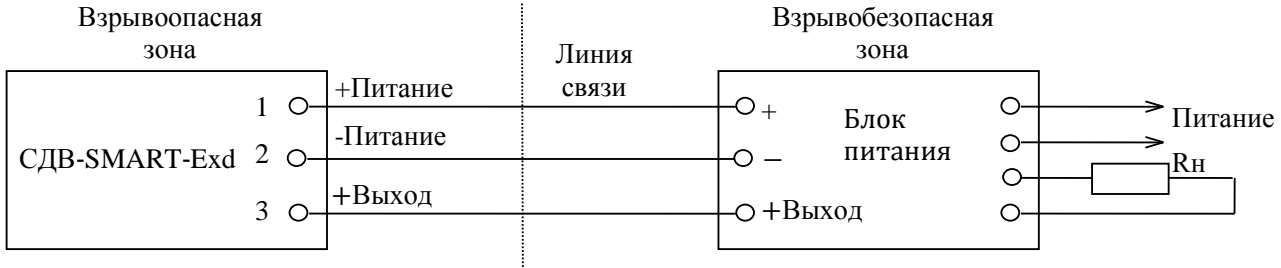 Взрывоопасная
зона
Линия
связи
Взрывобезопасная
зона
СДВ-SMART-Exd
1
+Питание
2
-Питание
3
+Выход
+
−
+Выход
Блок
питания
Питание
Rн